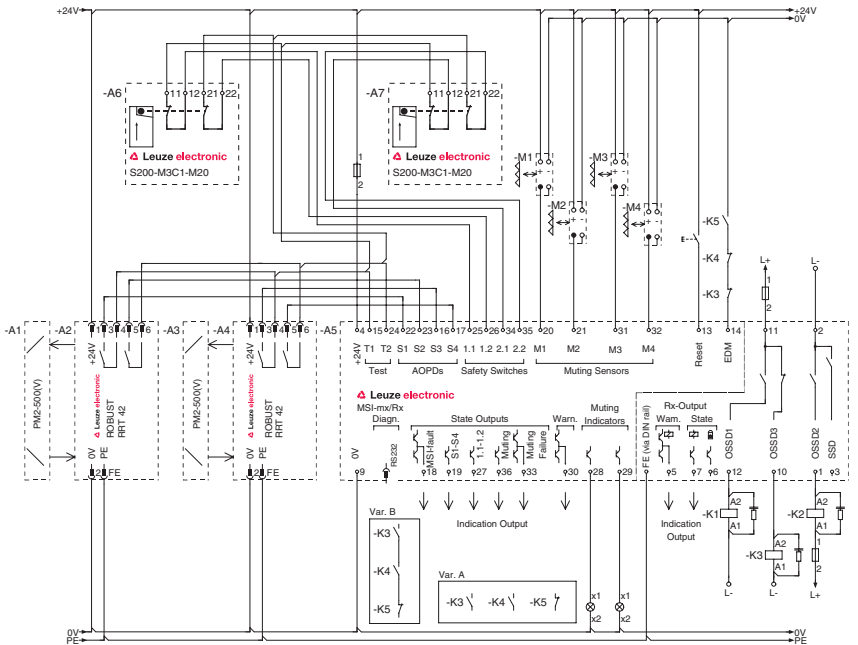 +24V
+24V
0V
-A6
11 12 21 22
Leuze electronic
S200-M3C1-M20
-A7
11 12 21 22
Leuze electronic
S200-M3C1-M20
1
2
-M1
+ -
-M2
+ -
-M3
+ -
-M4
+ -
E
-K5
-K4
-K3
L+
1
2
L-
-A1
PM2-500(V)
-A2
1 3 4 5 6
+24V
Leuze electronic
ROBUST
RRT 42
0V
PE
2 FE
-A3
PM2-500(V)
-A4
1 3 4 5 6
+24V
Leuze electronic
ROBUST
RRT 42
0V
PE
2 FE
-A5
4 15 24 22 23 16 17 25 26 34 35 20 21 31 32 13 14 11 2
+24V
T1 T2 S1 S2 S3 S4 1.1 1.2 2.1 2.2 M1 M2 M3 M4
Reset
EDM
Test AOPDs Safety Switches Muting Sensors
Leuze electronic
MSI-mx/Rx
Diagn.
State Outputs
Warn.
Muting
Indicators
Rx-Output
Warn. State
0V
RS232
MSI-fault
S1-S4
1.1-1.2
Muting
Muting
Failure
FE (via DIN rail)
OSSD1
OSSD3
OSSD2
SSD
9 18 19 27 36 33 30 28 29 5 7 6 12 10 1 3
Indication Output
Indication
Output
-K1
A2
A1
L-
-K3
A2
A1
L-
-K2
A2
A1
1
2
L+
Var. B
-K3
-K4
-K5
Var. A
-K3 -K4 -K5
x1
x2
x1
x2
0V
PE
0V
PE